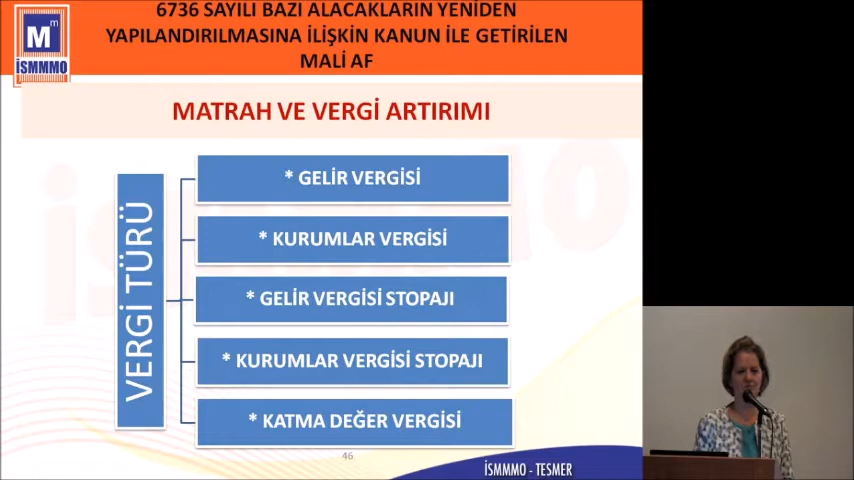 6736 SAYILI BAZI ALACAKLARIN YENİDEN
YAPILANDIRILMASINA İLİŞKİN KANUN İLE GETİRİLEN
MALİ AF
Mm
İSMMMO
MATRAH VE VERGİ ARTIRIMI
VERGİ TÜRÜ
* GELİR VERGİSİ
* KURUMLAR VERGİSİ
* GELİR VERGİSİ STOPAJI
* KURUMLAR VERGİSİ STOPAJI
* KATMA DEĞER VERGİSİ
46
İSMMMO - TESMER